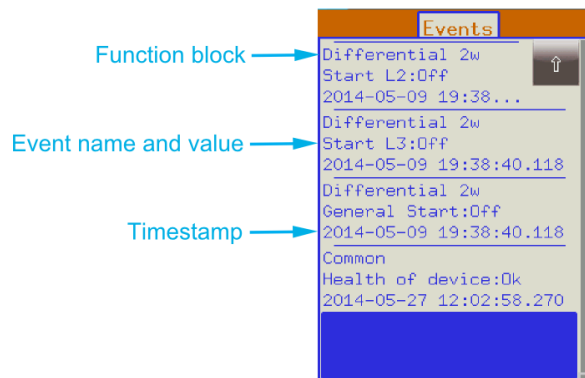 Events
Function block
Differential 2w
Start L2:Off
2014-05-09 19:38...
Differential 2w
Event name and value
Start L3:Off
2014-05-09 19:38:40.118
Differential 2w
General Start:Off
Timestamp
2014-05-09 19:38:40.118
Common
Health of device:Ok
2014-05-27 12:02:58.270